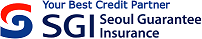 Your Best Credit Partner
SGI Seoul Guarantee
Insurance